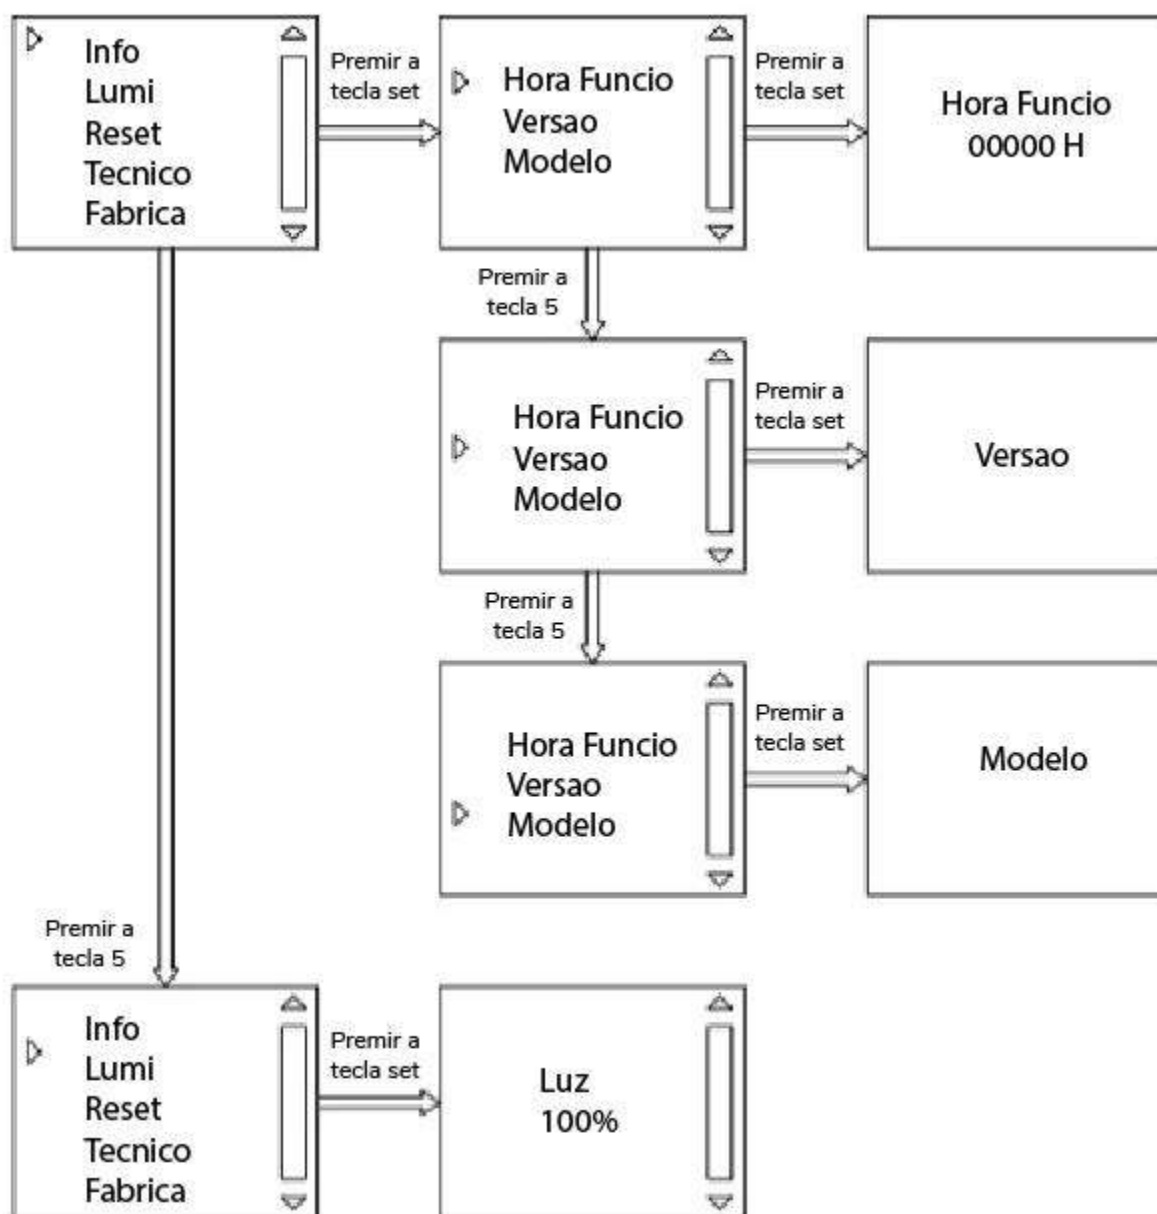 Info
Lumi
Reset
Tecnico
Fabrica
Premir a
tecla set
Hora Funcio
Versao
Modelo
Premir a
tecla set
Hora Funcio
00000 H
Premir a
tecla 5
Hora Funcio
Versao
Modelo
Premir a
tecla set
Versao
Premir a
tecla 5
Hora Funcio
Versao
Modelo
Premir a
tecla set
Modelo
Premir a
tecla 5
Info
Lumi
Reset
Tecnico
Fabrica
Premir a
tecla set
Luz
100%